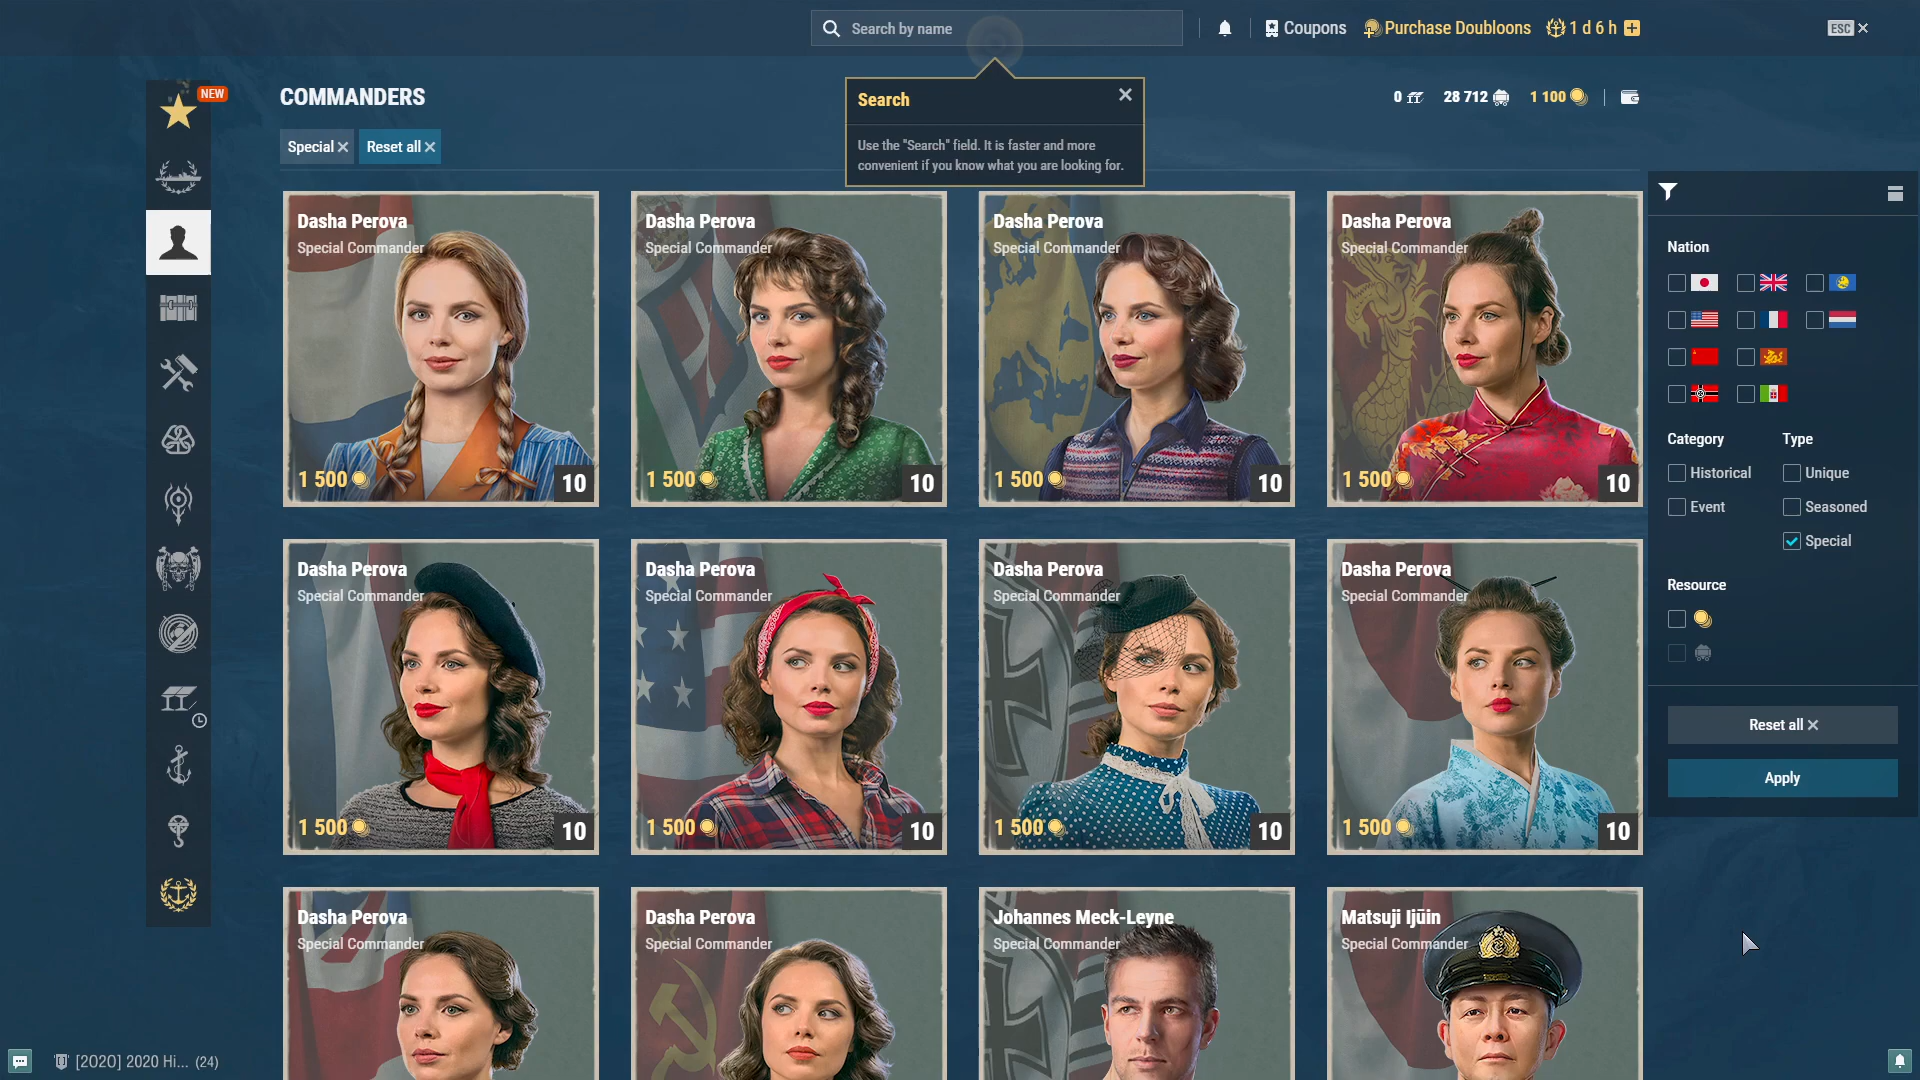 Search by name
Coupons
Purchase Doubloons
1 d 6 h
ESC
NEW
COMMANDERS
Search
Use the "Search" field. It is faster and more
convenient if you know what you are looking for.
0
28 712
1 100
Special
Reset all
Dasha Perova
Special Commander
1 500
10
Dasha Perova
Special Commander
1 500
10
Dasha Perova
Special Commander
1 500
10
Dasha Perova
Special Commander
1 500
10
Dasha Perova
Special Commander
1 500
10
Dasha Perova
Special Commander
1 500
10
Dasha Perova
Special Commander
1 500
10
Dasha Perova
Special Commander
1 500
10
Dasha Perova
Special Commander
Dasha Perova
Special Commander
Johannes Meck-Leyne
Special Commander
Matsuji Ijūin
Special Commander
Nation
Category
Type
Historical
Unique
Event
Seasoned
Special
Resource
Reset all
Apply
[2O2O] 2020 Hi... (24)